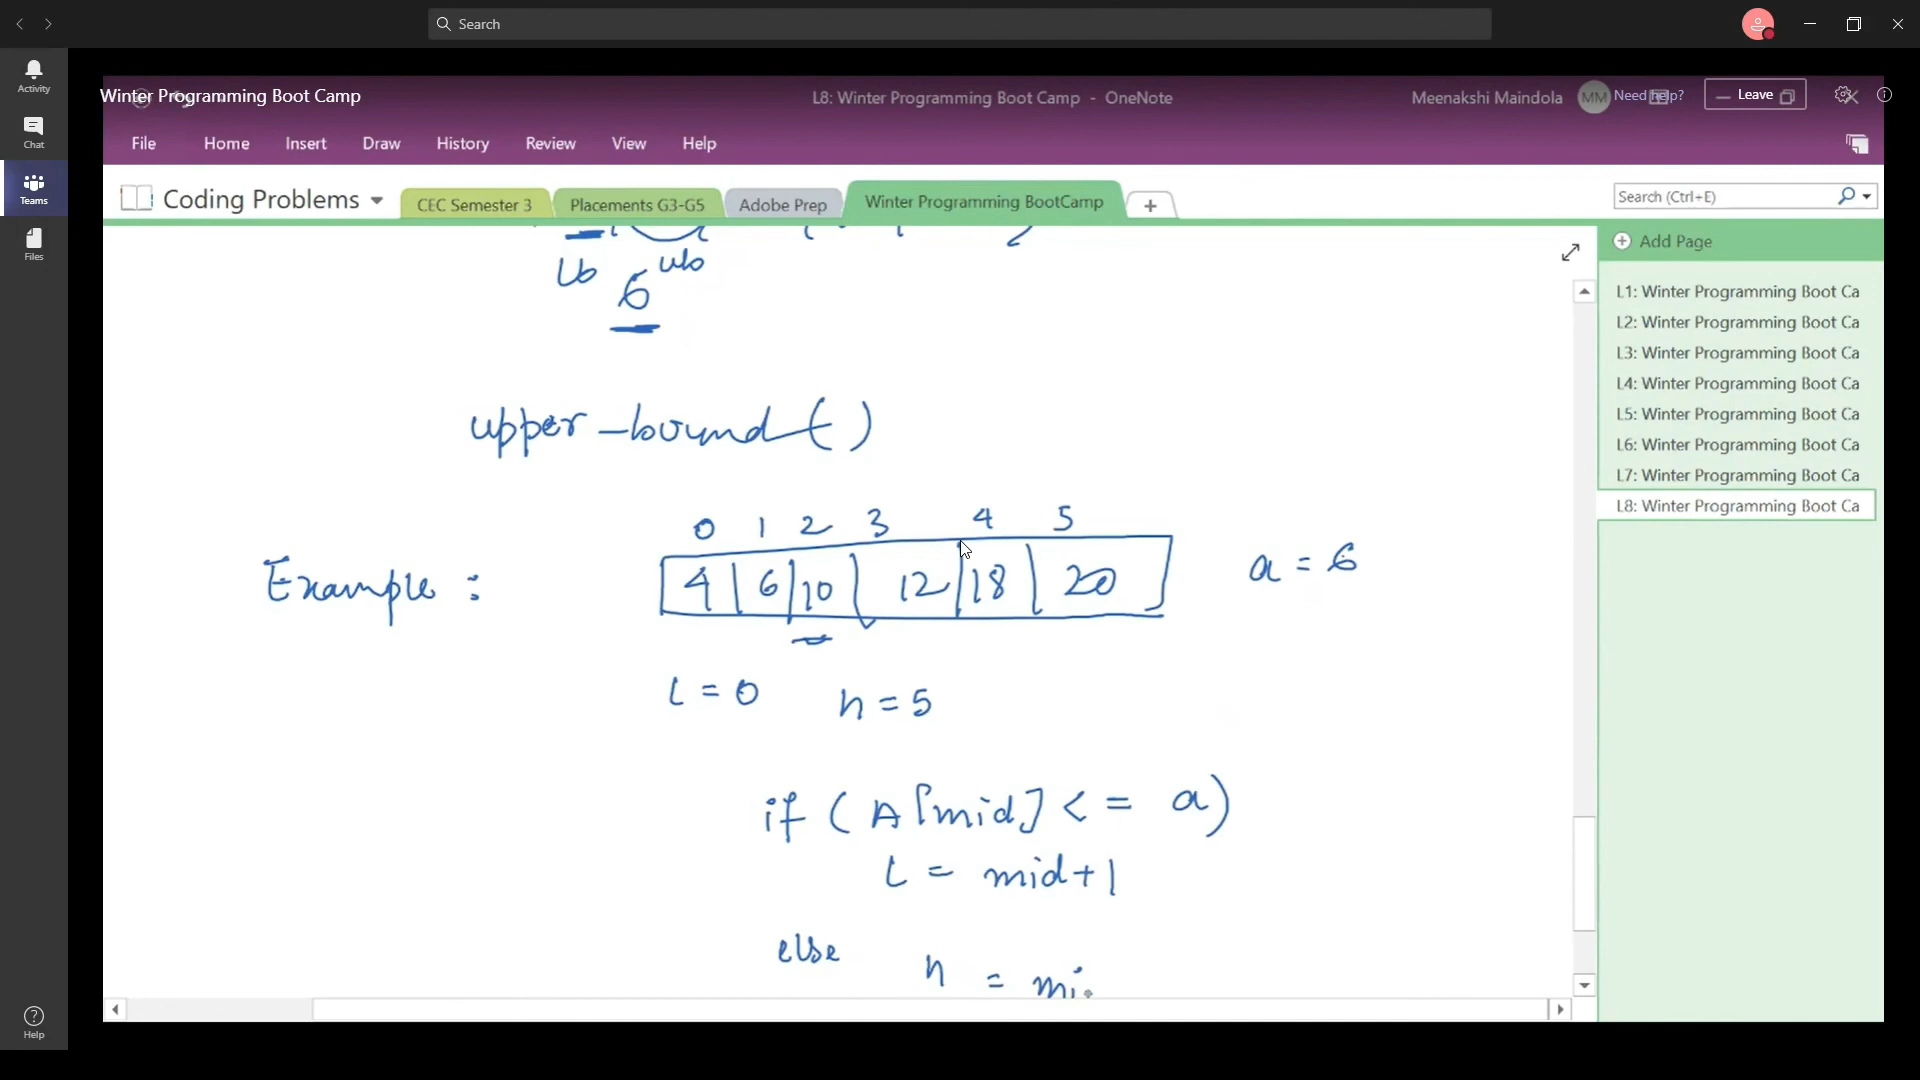 Search
Activity
Chat
Teams
Files
Help
Winter Programming Boot Camp
L8: Winter Programming Boot Camp - OneNote
Meenakshi Maindola MM Need help? Leave
File Home Insert Draw History Review View Help
Coding Problems CEC Semester 3 Placements G3-G5 Adobe Prep Winter Programming BootCamp +
Search (Ctrl+E)
Add Page
L1: Winter Programming Boot Ca
L2: Winter Programming Boot Ca
L3: Winter Programming Boot Ca
L4: Winter Programming Boot Ca
L5: Winter Programming Boot Ca
L6: Winter Programming Boot Ca
L7: Winter Programming Boot Ca
L8: Winter Programming Boot Ca
Lb ub
6
upper_bound()
0 1 2 3 4 5
Example : 4 6 10 12 18 20 a = 6
l = 0 h = 5
if (A[mid] <= a)
l = mid+1
else
h = mi